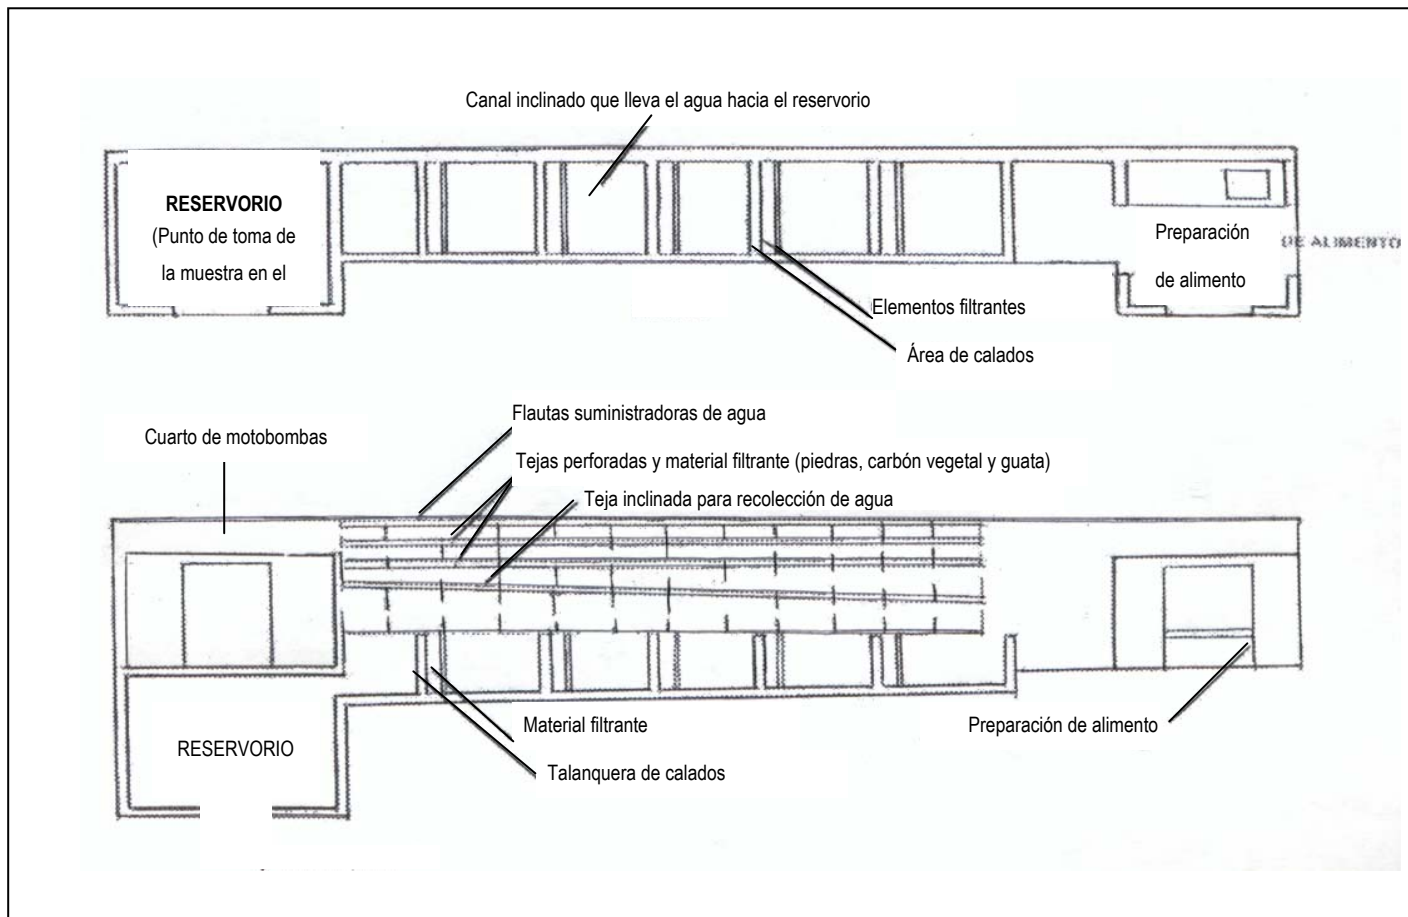 Canal inclinado que lleva el agua hacia el reservorio
RESERVORIO
(Punto de toma de
la muestra en el
Preparación
de alimento
DE ALIMENTO
Elementos filtrantes
Área de calados
Flautas suministradoras de agua
Cuarto de motobombas
Tejas perforadas y material filtrante (piedras, carbón vegetal y guata)
Teja inclinada para recolección de agua
Material filtrante
Preparación de alimento
RESERVORIO
Talanquera de calados